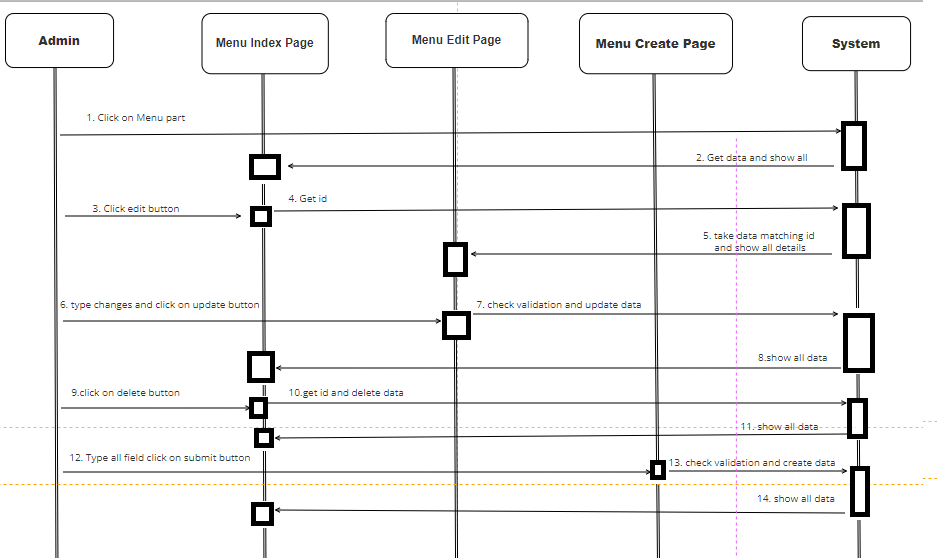 Admin
Menu Index Page
Menu Edit Page
Menu Create Page
System
1. Click on Menu part
2. Get data and show all
3. Click edit button
4. Get id
5. take data matching id
and show all details
6. type changes and click on update button
7. check validation and update data
8.show all data
9.click on delete button
10.get id and delete data
11. show all data
12. Type all field click on submit button
13. check validation and create data
14. show all data